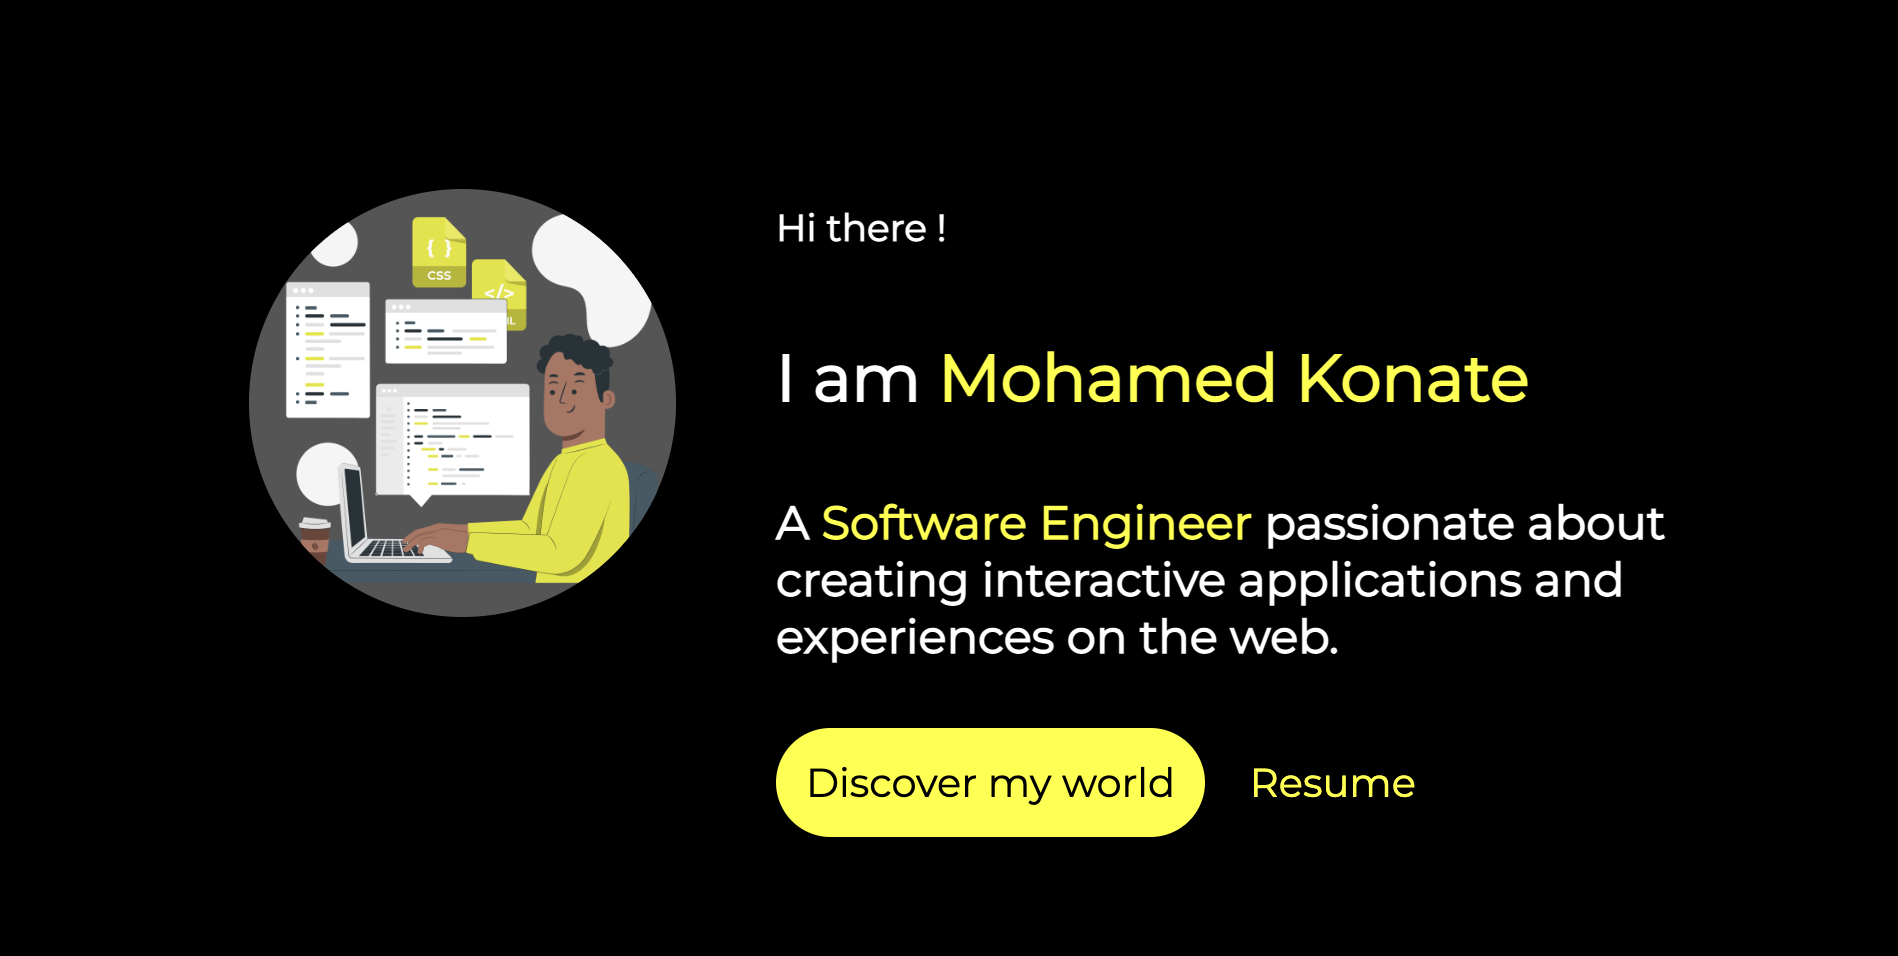 Hi there !
I am Mohamed Konate
A Software Engineer passionate about
creating interactive applications and
experiences on the web.
Discover my world
Resume
{ }
CSS
</>